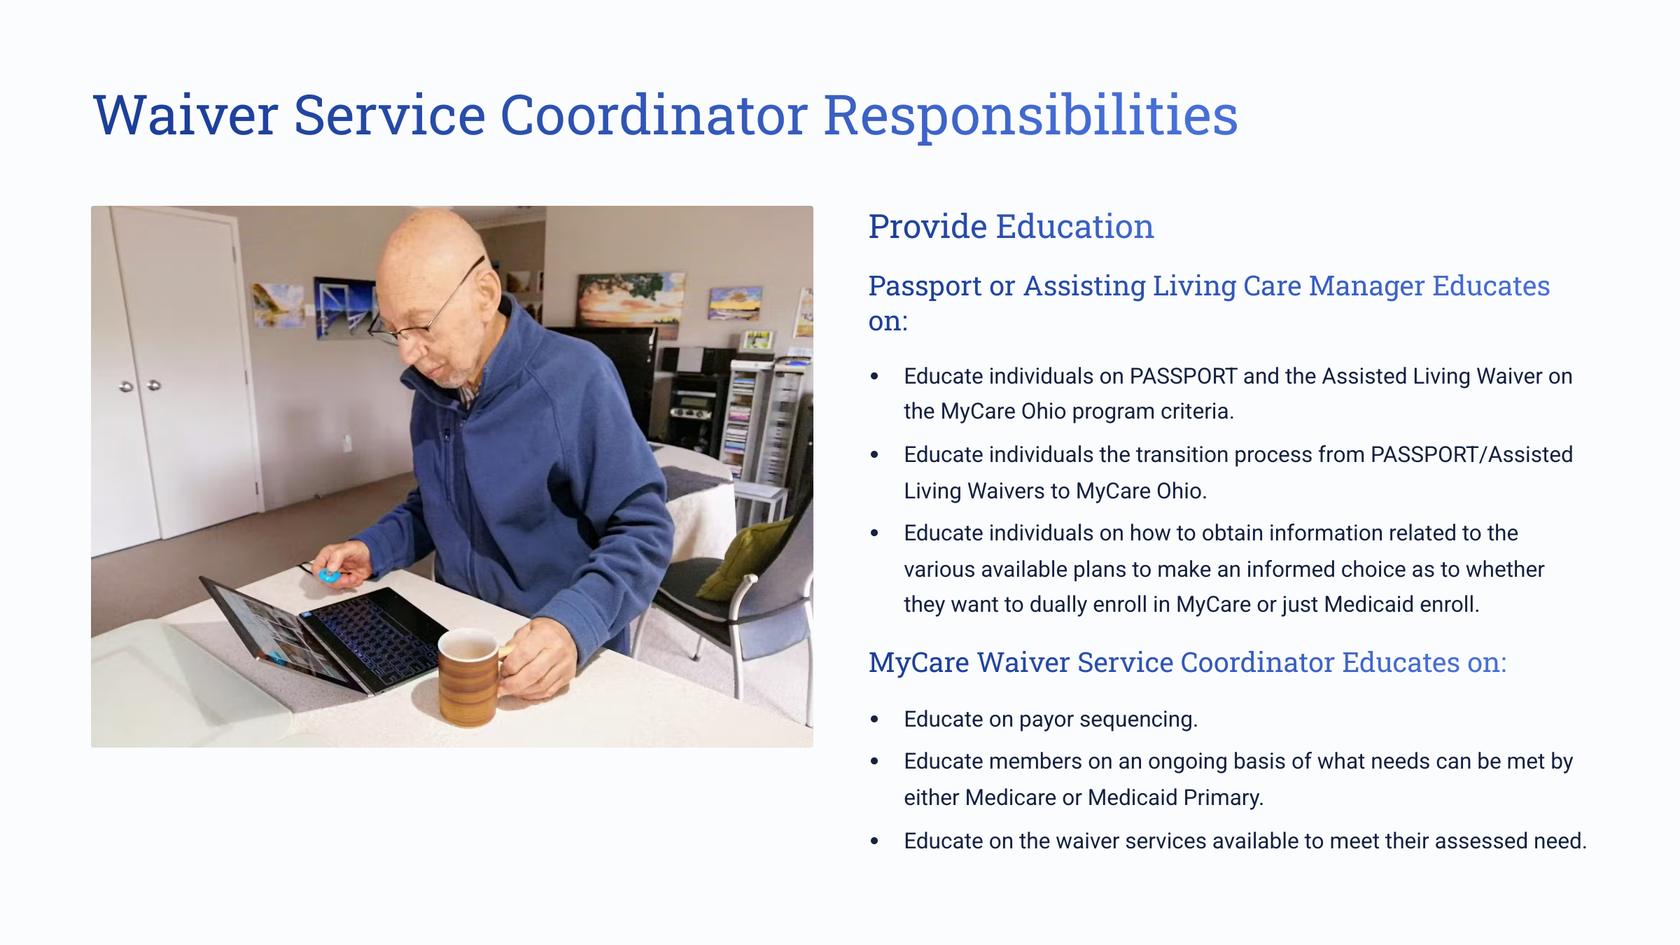 Waiver Service Coordinator Responsibilities
Provide Education
Passport or Assisting Living Care Manager Educates
on:
• Educate individuals on PASSPORT and the Assisted Living Waiver on
the MyCare Ohio program criteria.
• Educate individuals the transition process from PASSPORT/Assisted
Living Waivers to MyCare Ohio.
• Educate individuals on how to obtain information related to the
various available plans to make an informed choice as to whether
they want to dually enroll in MyCare or just Medicaid enroll.
MyCare Waiver Service Coordinator Educates on:
• Educate on payor sequencing.
• Educate members on an ongoing basis of what needs can be met by
either Medicare or Medicaid Primary.
• Educate on the waiver services available to meet their assessed need.